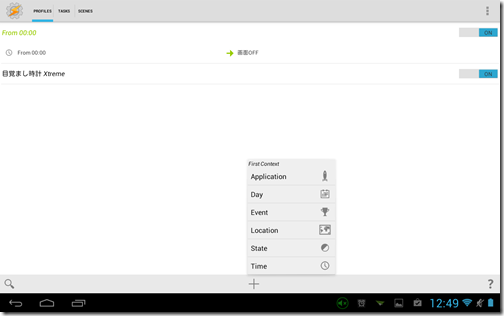 PROFILES TASKS SCENES
From 00:00
ON
From 00:00
画面OFF
目覚まし時計 Xtreme
ON
First Context
Application
Day
Event
Location
State
Time
?
12:49